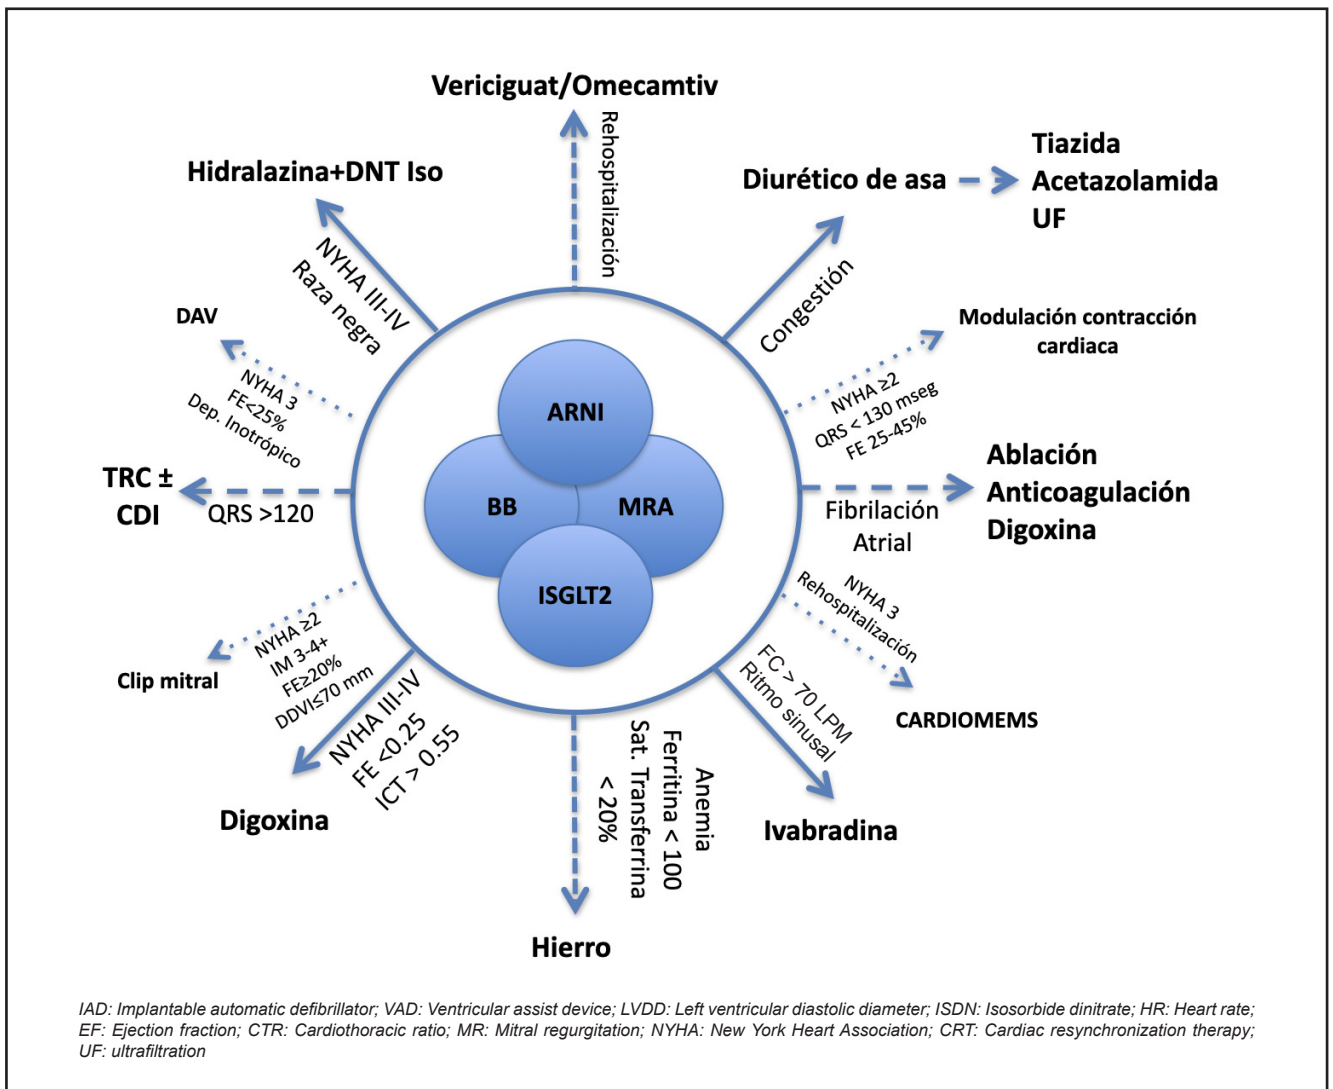 Vericiguat/Omecamtiv
Rehospitalización
Hidralazina+DNT Iso
NYHA III-IV
Raza negra
Diurético de asa
Congestión
Tiazida
Acetazolamida
UF
DAV
NYHA 3
FE<25%
Dep. Inotrópico
Modulación contracción
cardiaca
NYHA ≥2
QRS < 130 mseg
FE 25-45%
ARNI
BB
MRA
ISGLT2
TRC ±
CDI
QRS >120
Fibrilación
Atrial
Ablación
Anticoagulación
Digoxina
Clip mitral
NYHA ≥2
IM 3-4+
FE≥20%
DDVI≤70 mm
NYHA 3
Rehospitalización
CARDIOMEMS
Digoxina
NYHA III-IV
FE <0.25
ICT > 0.55
Anemia
Ferritina < 100
Sat. Transferrina
< 20%
Hierro
FC > 70 LPM
Ritmo sinusal
Ivabradina
IAD: Implantable automatic defibrillator; VAD: Ventricular assist device; LVDD: Left ventricular diastolic diameter; ISDN: Isosorbide dinitrate; HR: Heart rate;
EF: Ejection fraction; CTR: Cardiothoracic ratio; MR: Mitral regurgitation; NYHA: New York Heart Association; CRT: Cardiac resynchronization therapy;
UF: ultrafiltration